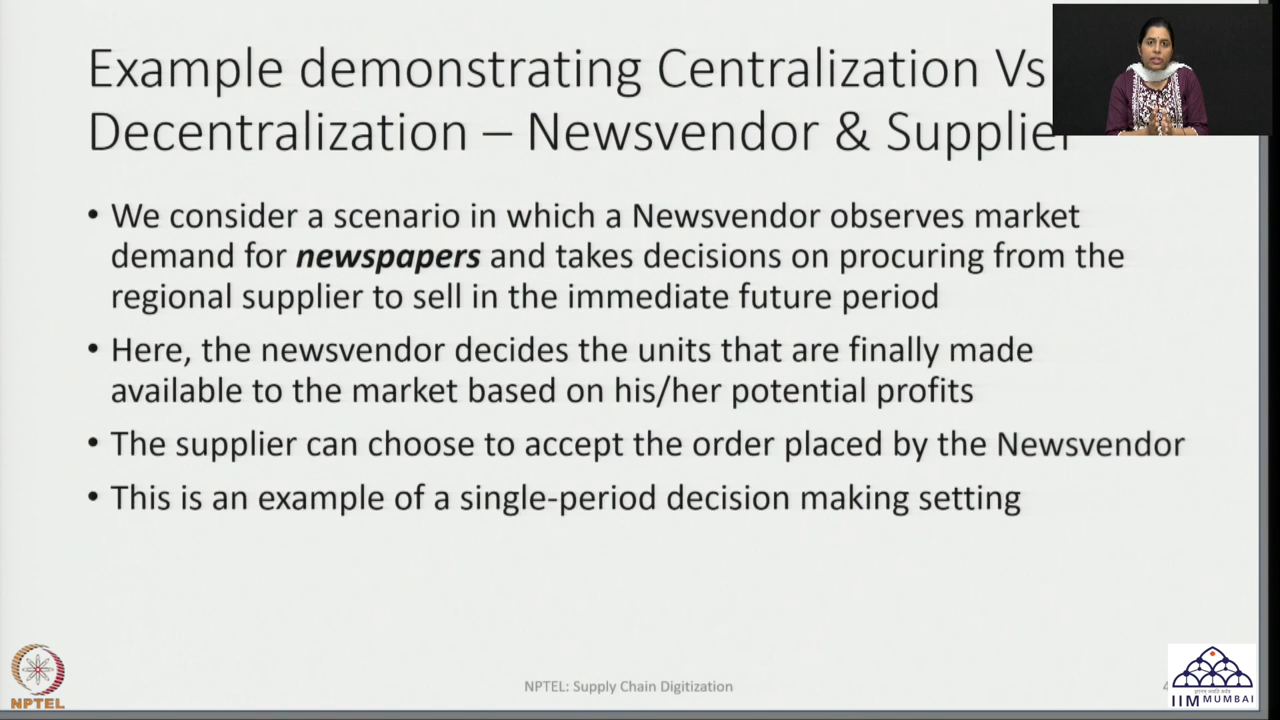 Example demonstrating Centralization Vs
Decentralization – Newsvendor & Supplier
• We consider a scenario in which a Newsvendor observes market
demand for newspapers and takes decisions on procuring from the
regional supplier to sell in the immediate future period
• Here, the newsvendor decides the units that are finally made
available to the market based on his/her potential profits
• The supplier can choose to accept the order placed by the Newsvendor
• This is an example of a single-period decision making setting
NPTEL
NPTEL: Supply Chain Digitization
IIM MUMBAI